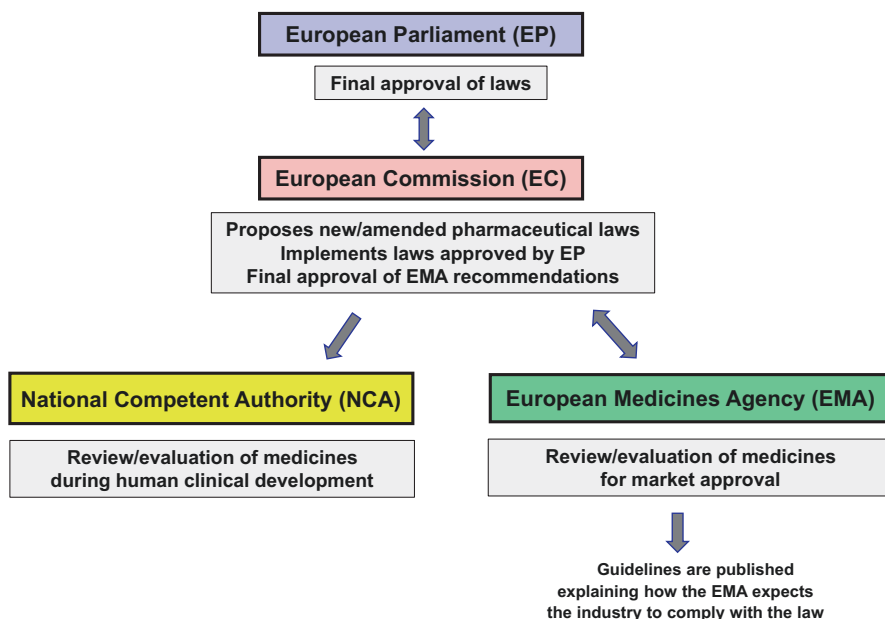 European Parliament (EP)
Final approval of laws
European Commission (EC)
Proposes new/amended pharmaceutical laws
Implements laws approved by EP
Final approval of EMA recommendations
National Competent Authority (NCA)
Review/evaluation of medicines
during human clinical development
European Medicines Agency (EMA)
Review/evaluation of medicines
for market approval
Guidelines are published
explaining how the EMA expects
the industry to comply with the law